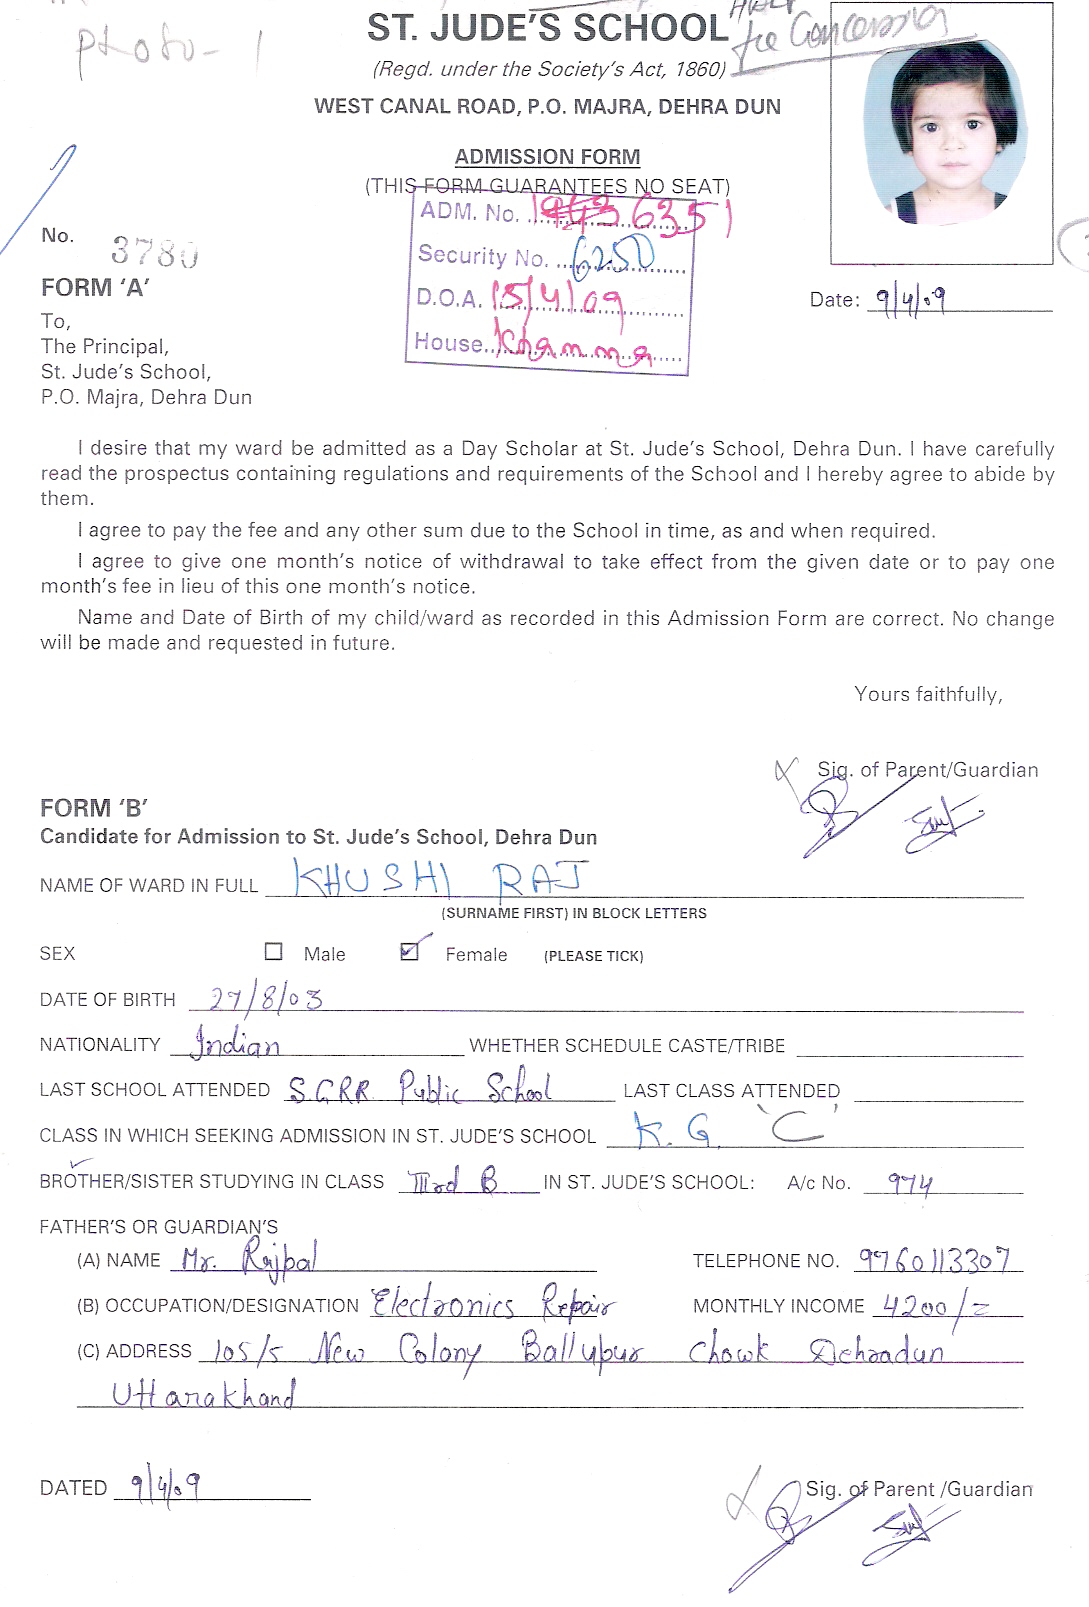 Photo - 1
ST. JUDE'S SCHOOL
Half
fee Concession
(Regd. under the Society's Act, 1860)
WEST CANAL ROAD, P.O. MAJRA, DEHRA DUN
ADMISSION FORM
(THIS FORM GUARANTEES NO SEAT)
ADM. No. 6351
No. 3780
Security No. 6250
FORM 'A'
D.O.A. 15/4/09
Date: 9/4/09
To,
House Khamma
The Principal,
St. Jude's School,
P.O. Majra, Dehra Dun
I desire that my ward be admitted as a Day Scholar at St. Jude's School, Dehra Dun. I have carefully
read the prospectus containing regulations and requirements of the School and I hereby agree to abide by
them.
I agree to pay the fee and any other sum due to the School in time, as and when required.
I agree to give one month's notice of withdrawal to take effect from the given date or to pay one
month's fee in lieu of this one month's notice.
Name and Date of Birth of my child/ward as recorded in this Admission Form are correct. No change
will be made and requested in future.
Yours faithfully,
Sig. of Parent/Guardian
FORM 'B'
Candidate for Admission to St. Jude's School, Dehra Dun
NAME OF WARD IN FULL KHUSHI RAJ
(SURNAME FIRST) IN BLOCK LETTERS
SEX Male Female (PLEASE TICK)
DATE OF BIRTH 27/8/03
NATIONALITY Indian WHETHER SCHEDULE CASTE/TRIBE
LAST SCHOOL ATTENDED S.G.R.R. Public School LAST CLASS ATTENDED
CLASS IN WHICH SEEKING ADMISSION IN ST. JUDE'S SCHOOL K.G. 'C'
BROTHER/SISTER STUDYING IN CLASS IIIrd B IN ST. JUDE'S SCHOOL: A/c No. 974
FATHER'S OR GUARDIAN'S
(A) NAME Mr. Rajpal TELEPHONE NO. 9760113307
(B) OCCUPATION/DESIGNATION Electronics Repair MONTHLY INCOME 4200/=
(C) ADDRESS 105/5 New Colony Ballupur Chowk Dehradun
Uttarakhand
DATED 9/4/09
Sig. of Parent /Guardian